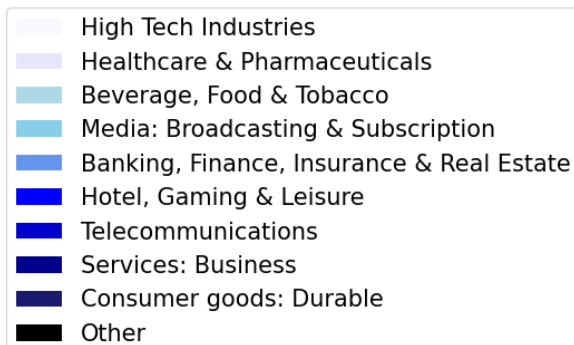 High Tech Industries
Healthcare & Pharmaceuticals
Beverage, Food & Tobacco
Media: Broadcasting & Subscription
Banking, Finance, Insurance & Real Estate
Hotel, Gaming & Leisure
Telecommunications
Services: Business
Consumer goods: Durable
Other